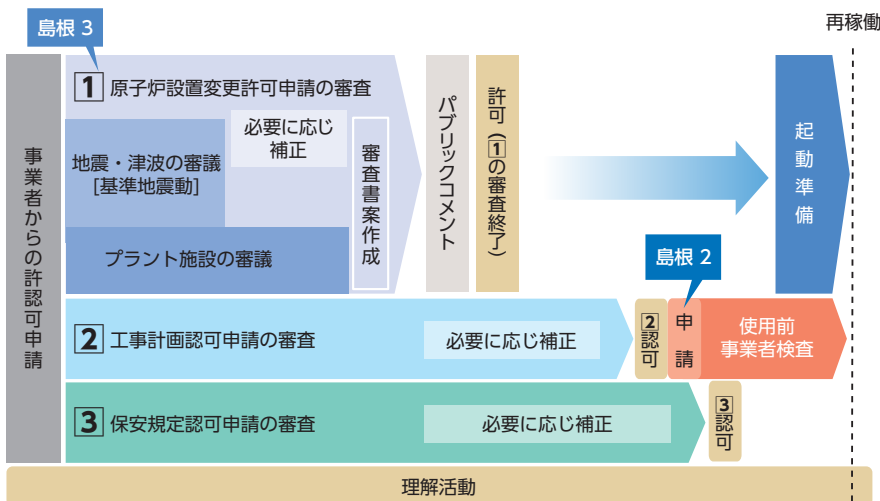 再稼働
島根 3
事業者からの許認可申請
1 原子炉設置変更許可申請の審査
必要に応じ
補正
地震・津波の審議
[基準地震動]
プラント施設の審議
審査書案作成
パブリックコメント
許可(1の審査終了)
起動準備
島根 2
2 工事計画認可申請の審査
必要に応じ補正
2認可
申請
使用前
事業者検査
3 保安規定認可申請の審査
必要に応じ補正
3認可
理解活動